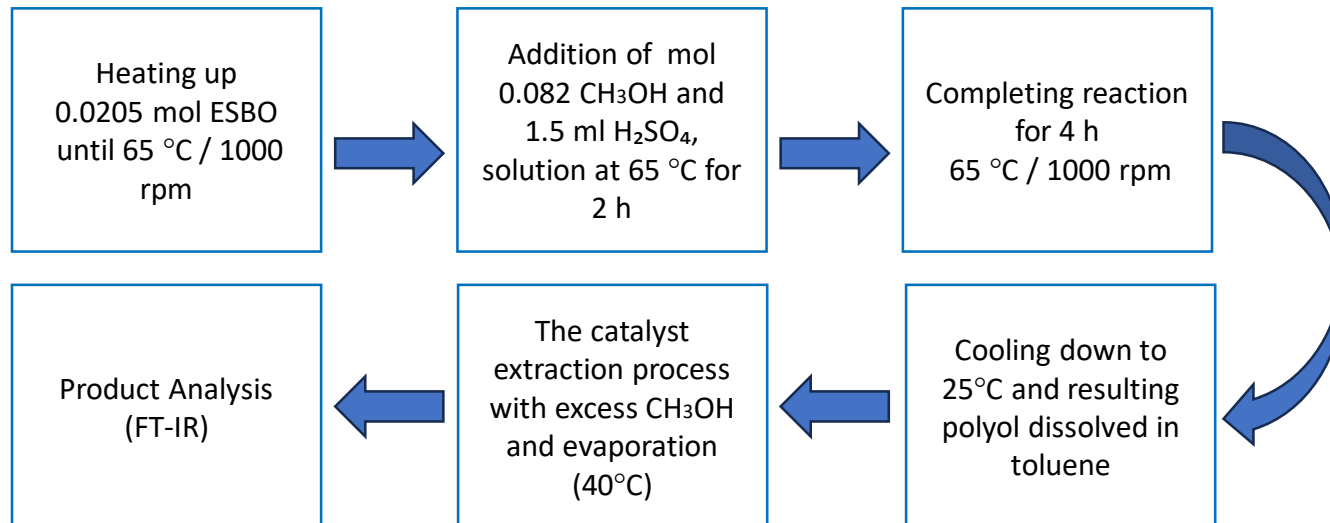 Heating up
0.0205 mol ESBO
until 65 °C / 1000
rpm
Addition of mol
0.082 CH₃OH and
1.5 ml H₂SO₄,
solution at 65 °C for
2 h
Completing reaction
for 4 h
65 °C / 1000 rpm
Cooling down to
25°C and resulting
polyol dissolved in
toluene
The catalyst
extraction process
with excess CH₃OH
and evaporation
(40°C)
Product Analysis
(FT-IR)